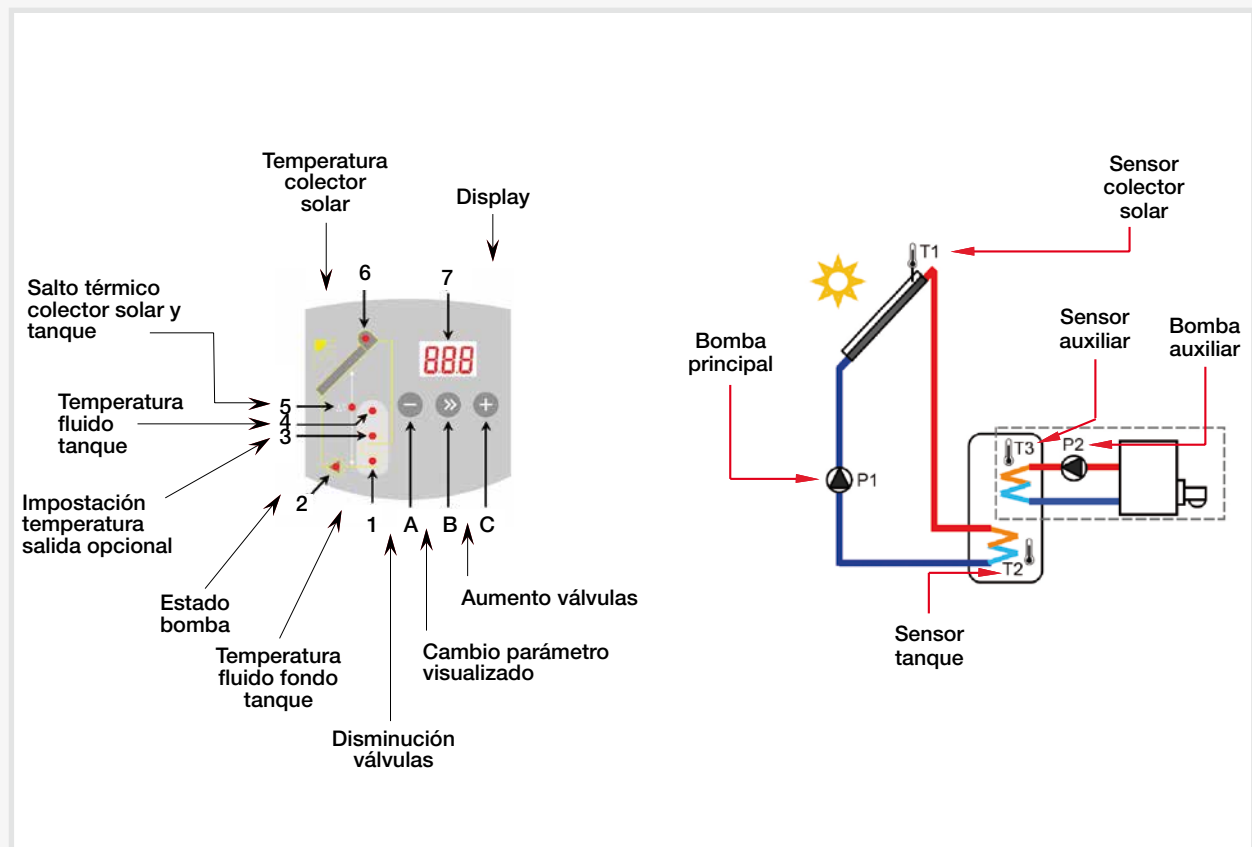 Temperatura
colector
solar
Display
Salto térmico
colector solar y
tanque
6
7
888
5
4
3
Temperatura
fluido
tanque
Impostación
temperatura
salida opcional
2
1
A
B
C
Estado
bomba
Temperatura
fluido fondo
tanque
Aumento válvulas
Cambio parámetro
visualizado
Disminución
válvulas
Sensor
colector
solar
T1
Sensor
auxiliar
Bomba
auxiliar
Bomba
principal
T3
P2
P1
T2
Sensor
tanque